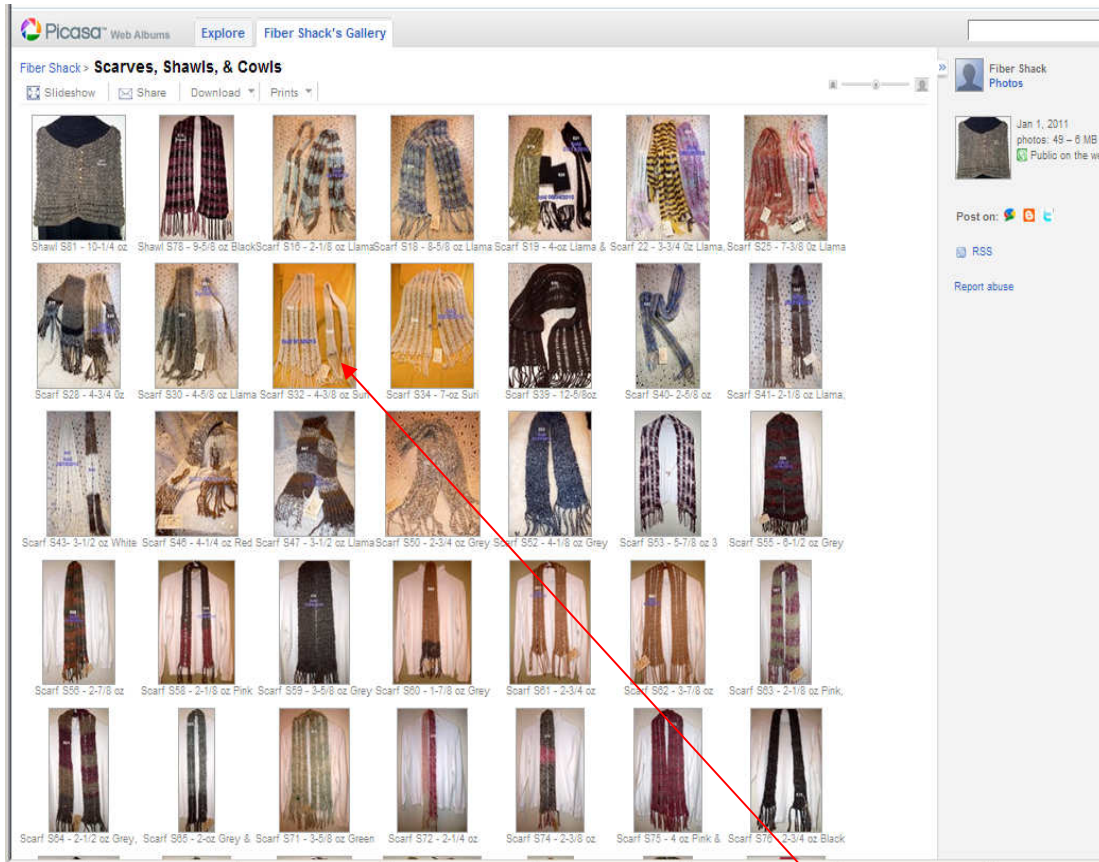 Picasa™ Web Albums
Explore
Fiber Shack's Gallery
Fiber Shack > Scarves, Shawls, & Cowls
Slideshow
Share
Download
Prints
Shawl S81 - 10-1/4 oz
Shawl S78 - 9-5/8 oz Black
Scarf S16 - 2-1/8 oz Llama
Scarf S18 - 8-5/8 oz Llama
Scarf S19 - 4-oz Llama &
Scarf 22 - 3-3/4 0z Llama,
Scarf S25 - 7-3/8 0z Llama
Scarf S28 - 4-3/4 0z
Scarf S30 - 4-5/8 oz Llama
Scarf S32 - 4-3/8 oz Suri
Scarf S34 - 7-oz Suri
Scarf S39 - 12-5/8oz
Scarf S40- 2-5/8 oz
Scarf S41- 2-1/8 oz Llama,
Scarf S43- 3-1/2 oz White
Scarf S46 - 4-1/4 oz Red
Scarf S47 - 3-1/2 oz Llama
Scarf S50 - 2-3/4 oz Grey
Scarf S52 - 4-1/8 oz Grey
Scarf S53 - 5-7/8 oz 3
Scarf S55 - 6-1/2 oz Grey
Scarf S56 - 2-7/8 oz
Scarf S58 - 2-1/8 oz Pink
Scarf S59 - 3-5/8 oz Grey
Scarf S60 - 1-7/8 oz Grey
Scarf S61 - 2-3/4 oz
Scarf S62 - 3-7/8 oz
Scarf S63 - 2-1/8 oz Pink,
Scarf S64 - 2-1/2 oz Grey,
Scarf S65 - 2-oz Grey &
Scarf S71 - 3-5/8 oz Green
Scarf S72 - 2-1/4 oz
Scarf S74 - 2-3/8 oz
Scarf S75 - 4 oz Pink &
Scarf S76 - 2-3/4 oz Black
»
Fiber Shack
Photos
Jan 1, 2011
photos: 49 – 6 MB
Public on the
Post on:
RSS
Report abuse